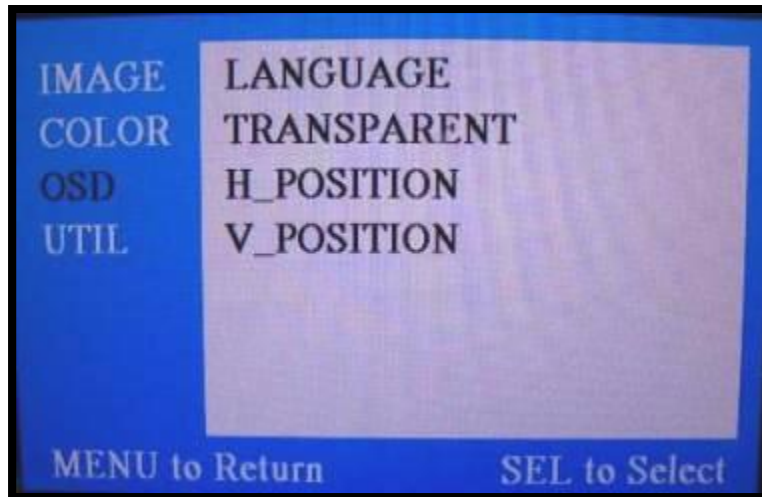 IMAGE
COLOR
OSD
UTIL
LANGUAGE
TRANSPARENT
H_POSITION
V_POSITION
MENU to Return
SEL to Select